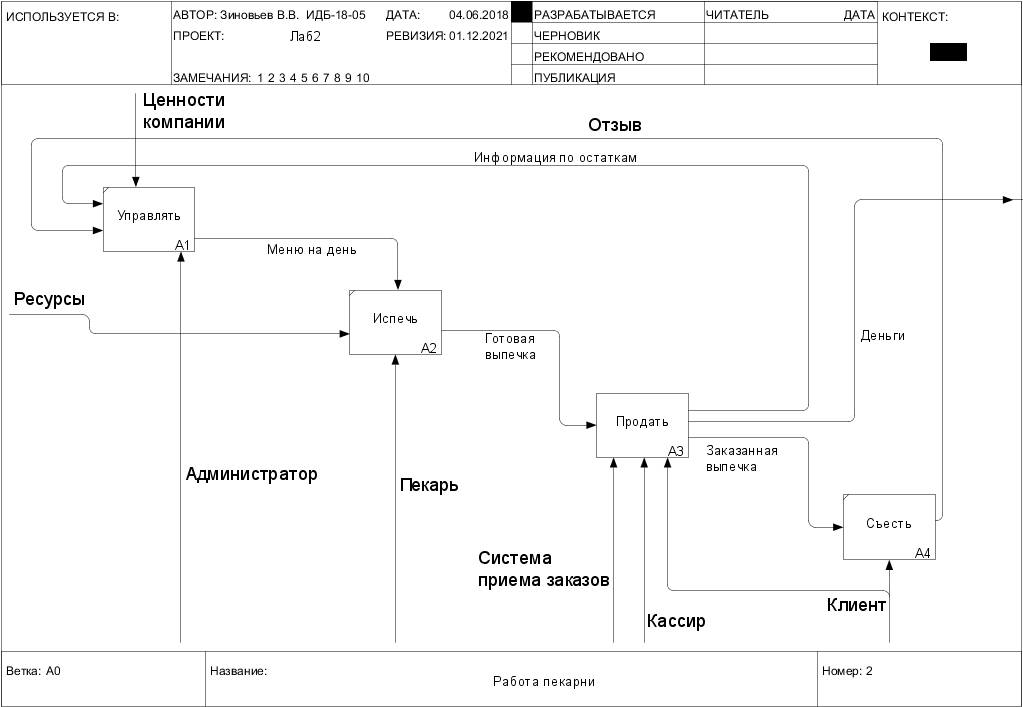 ИСПОЛЬЗУЕТСЯ В:
АВТОР: Зиновьев В.В. ИДБ-18-05
ДАТА: 04.06.2018
ПРОЕКТ: Лаб2
РЕВИЗИЯ: 01.12.2021
ЗАМЕЧАНИЯ: 1 2 3 4 5 6 7 8 9 10
РАЗРАБАТЫВАЕТСЯ
ЧЕРНОВИК
РЕКОМЕНДОВАНО
ПУБЛИКАЦИЯ
ЧИТАТЕЛЬ
ДАТА
КОНТЕКСТ:
Ценности
компании
Отзыв
Информация по остаткам
Управлять
A1
Меню на день
Ресурсы
Испечь
A2
Готовая
выпечка
Деньги
Продать
A3
Заказанная
выпечка
Администратор
Пекарь
Съесть
A4
Система
приема заказов
Клиент
Кассир
Ветка: A0
Название:
Работа пекарни
Номер: 2